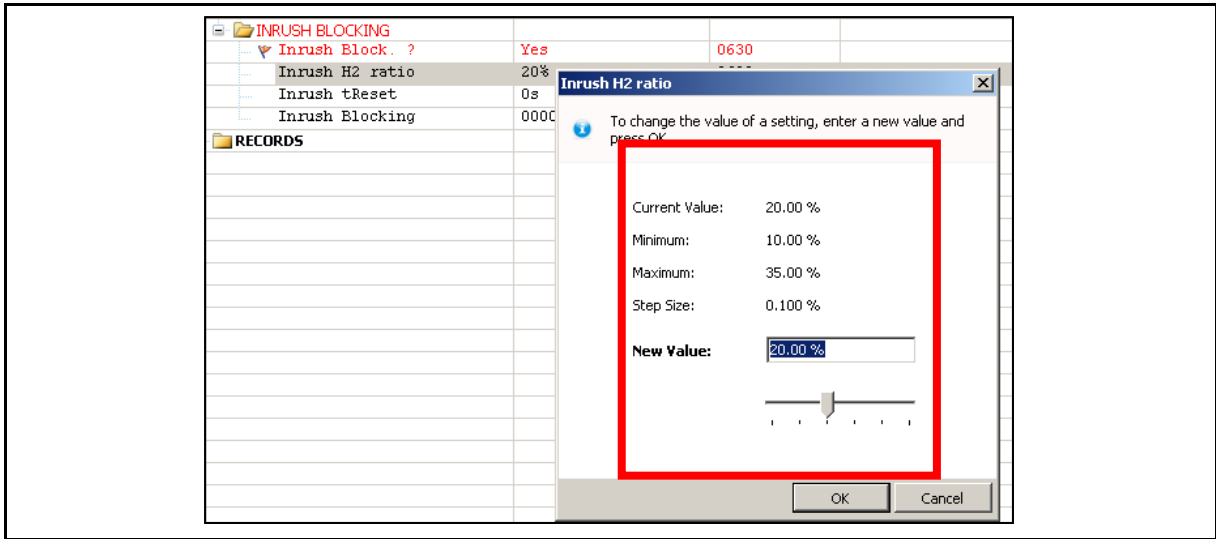 INRUSH BLOCKING
Inrush Block. ? Yes 0630
Inrush H2 ratio 20%
Inrush tReset 0s
Inrush Blocking 0000
RECORDS
Inrush H2 ratio
To change the value of a setting, enter a new value and
press OK
Current Value: 20.00 %
Minimum: 10.00 %
Maximum: 35.00 %
Step Size: 0.100 %
New Value: 20.00 %
OK Cancel